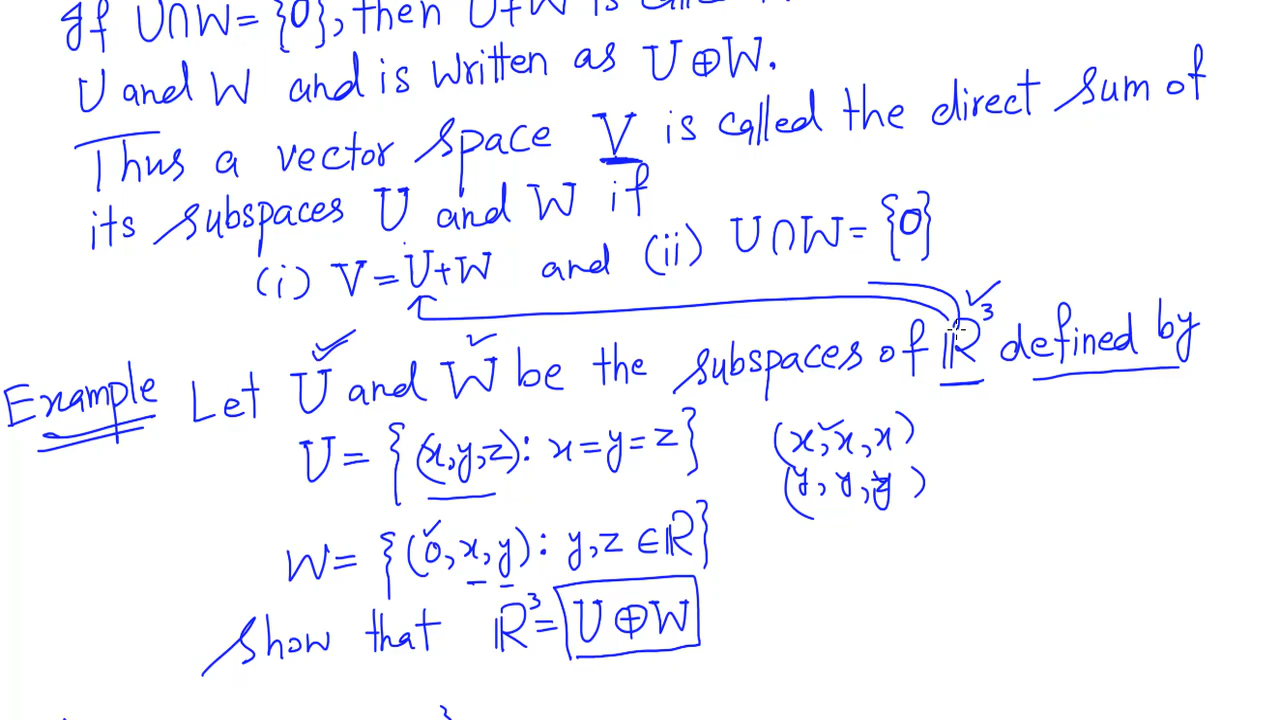 If U∩W={0}, then U+W is called
U and W and is written as U⊕W.
Thus a vector space V is called the direct sum of
its subspaces U and W if
(i) V=U+W and (ii) U∩W={0}
Example Let U and W be the subspaces of ℝ³ defined by
U={(x,y,z): x=y=z} (x,x,x)
(y,y,y)
W={(0,x,y): y,z∈ℝ}
Show that ℝ³=U⊕W